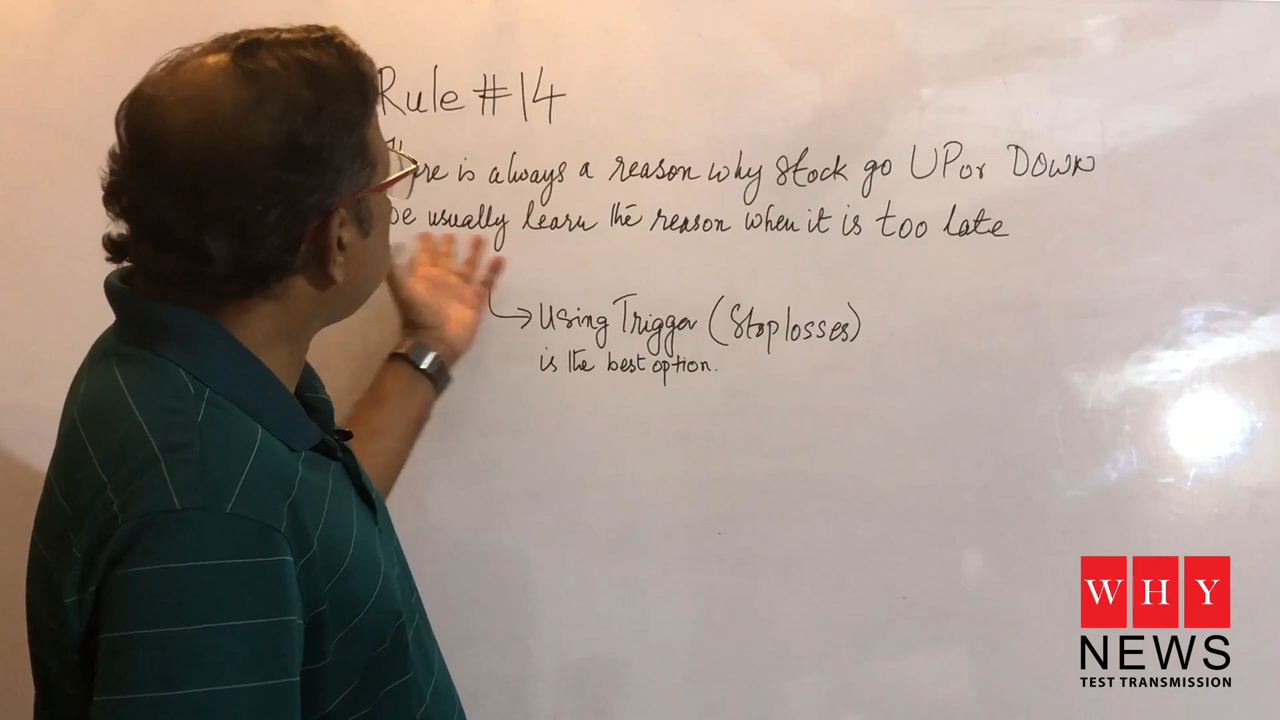 Rule #14
ere is always a reason why stock go UP or DOWN
e usually learn the reason when it is too late
Using Trigger (Stoplosses)
is the best option.
WHY
NEWS
TEST TRANSMISSION